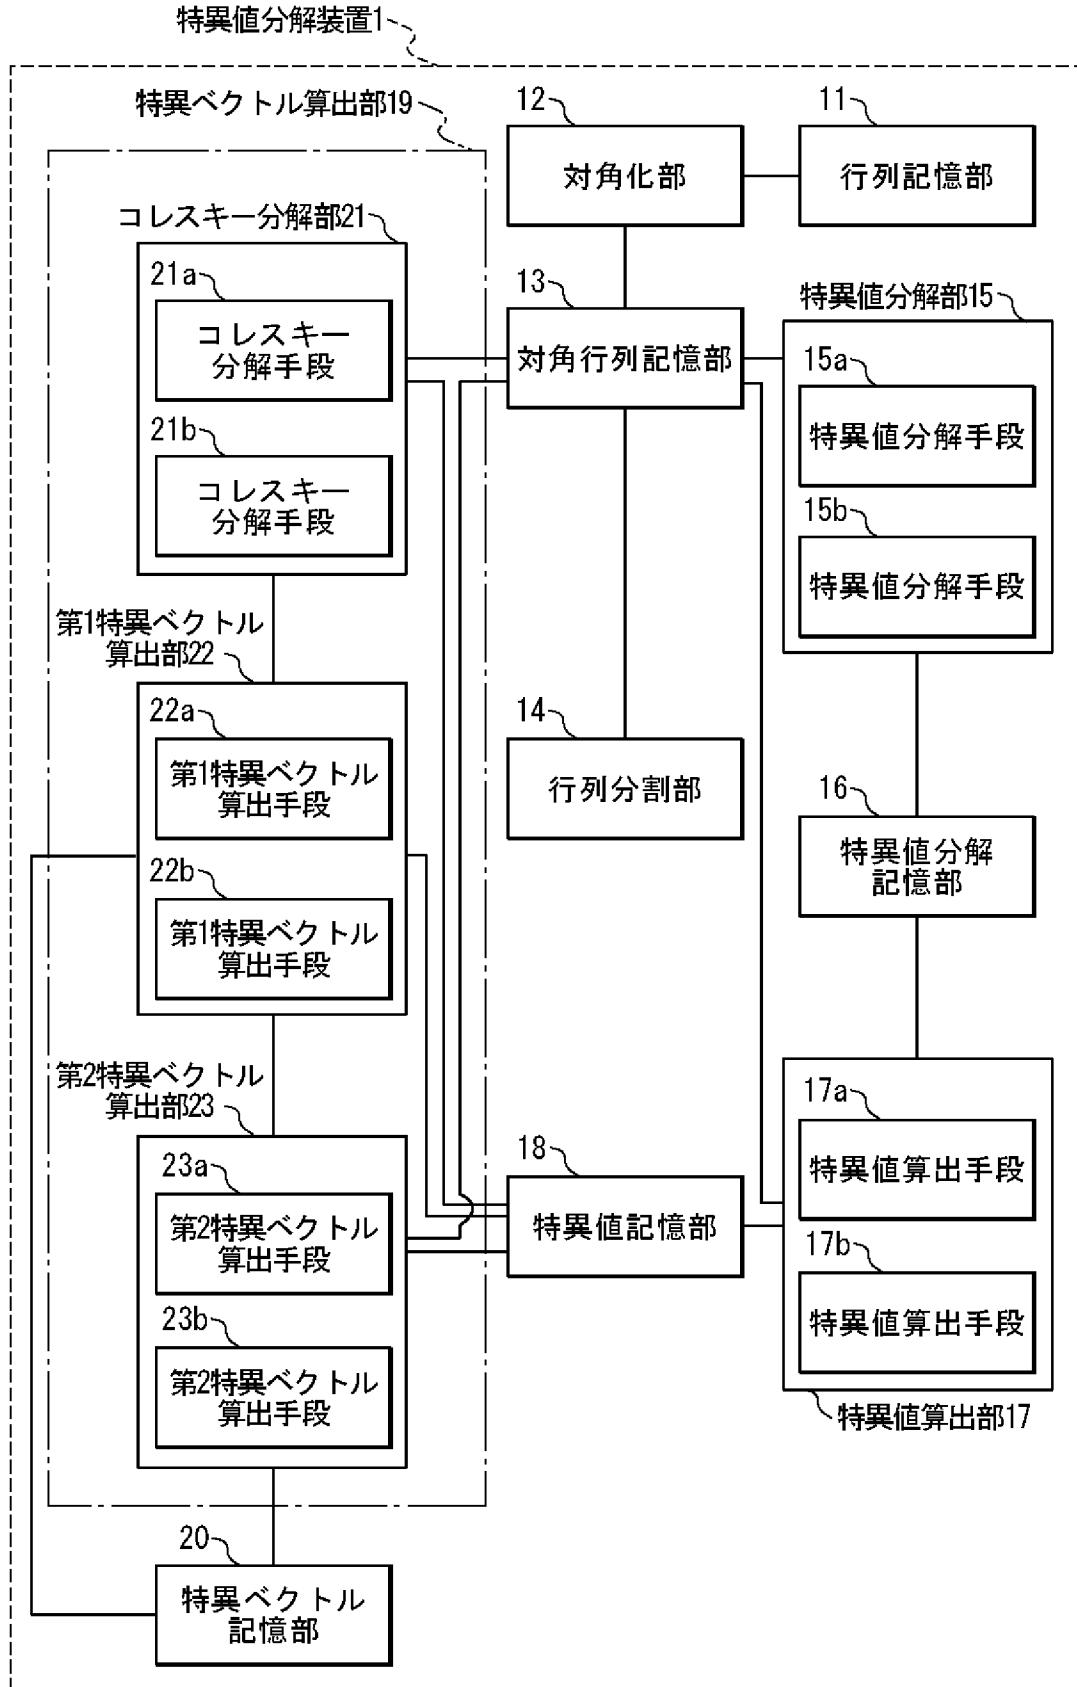 特異値分解装置1
特異ベクトル算出部19
12
11
対角化部
行列記憶部
コレスキー分解部21
21a
コレスキー
分解手段
21b
コレスキー
分解手段
13
対角行列記憶部
特異値分解部15
15a
特異値分解手段
15b
特異値分解手段
第1特異ベクトル
算出部22
22a
第1特異ベクトル
算出手段
22b
第1特異ベクトル
算出手段
14
行列分割部
16
特異値分解
記憶部
第2特異ベクトル
算出部23
23a
第2特異ベクトル
算出手段
23b
第2特異ベクトル
算出手段
18
特異値記憶部
17a
特異値算出手段
17b
特異値算出手段
特異値算出部17
20
特異ベクトル
記憶部